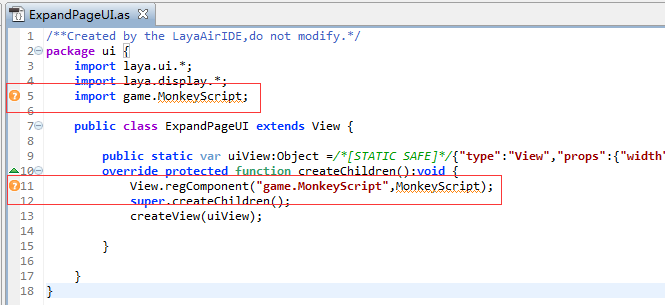 ExpandPageUI.as
1 /**Created by the LayaAirIDE,do not modify.*/
2 package ui {
3 import laya.ui.*;
4 import laya.display.*;
5 import game.MonkeyScript;
6
7 public class ExpandPageUI extends View {
8
9 public static var uiView:Object =/*[STATIC SAFE]*/{"type":"View","props":{"width"
10 override protected function createChildren():void {
11 View.regComponent("game.MonkeyScript",MonkeyScript);
12 super.createChildren();
13 createView(uiView);
14
15 }
16
17 }
18 }